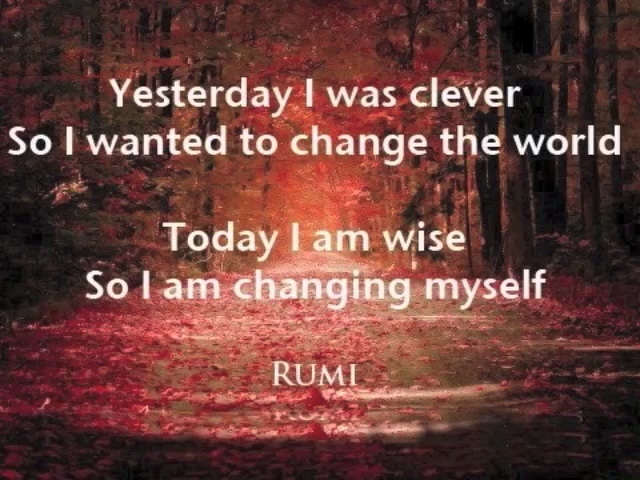 Yesterday I was clever
So I wanted to change the world
Today I am wise
So I am changing myself
RUMI